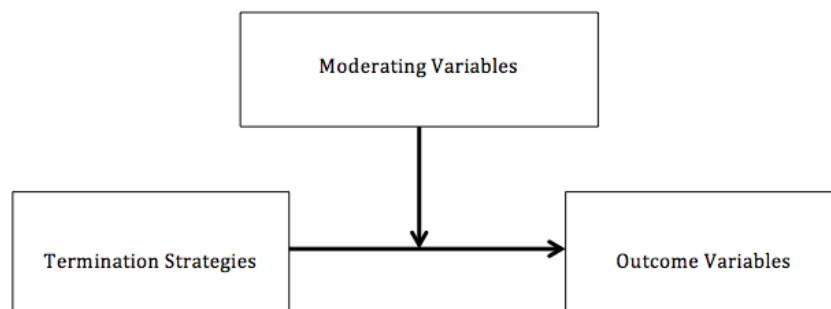 Moderating Variables
Termination Strategies
Outcome Variables